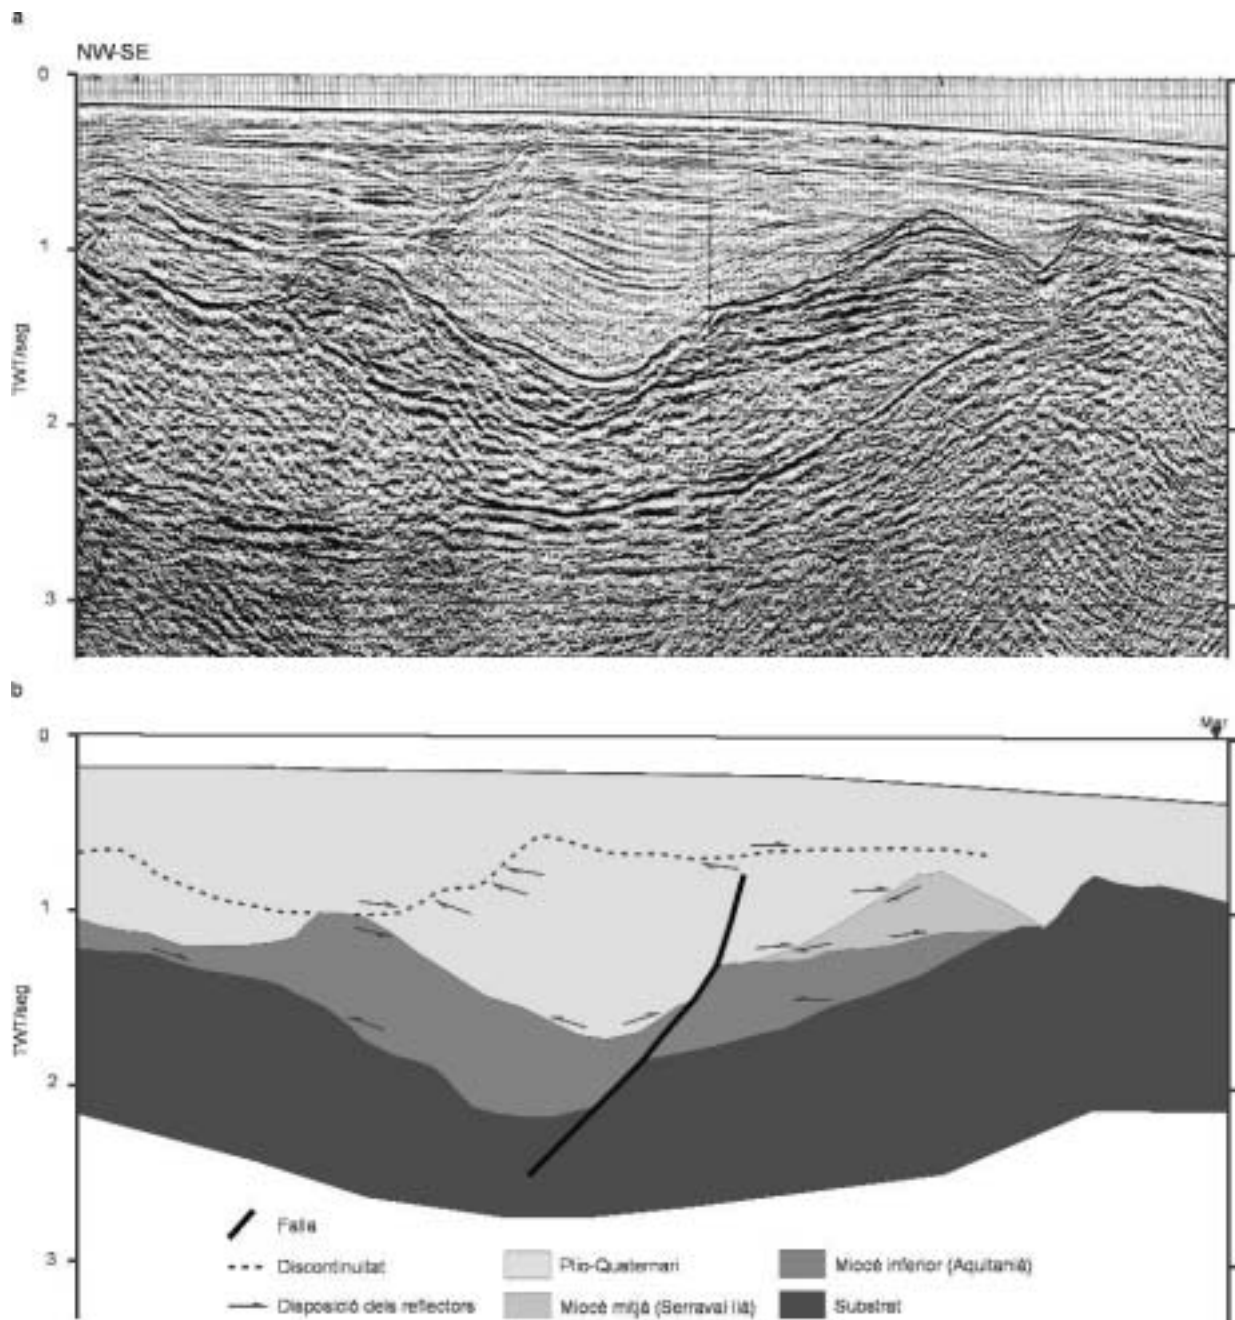 a
NW-SE
0
1
TWT/seg
2
3
Mar
0
1
TWT/seg
2
3
Falla
Discontinuïtat
Disposició dels reflectors
Plio-Quaternari
Miocè mitjà (Serraval·lià)
Miocè inferior (Aquitanià)
Substrat